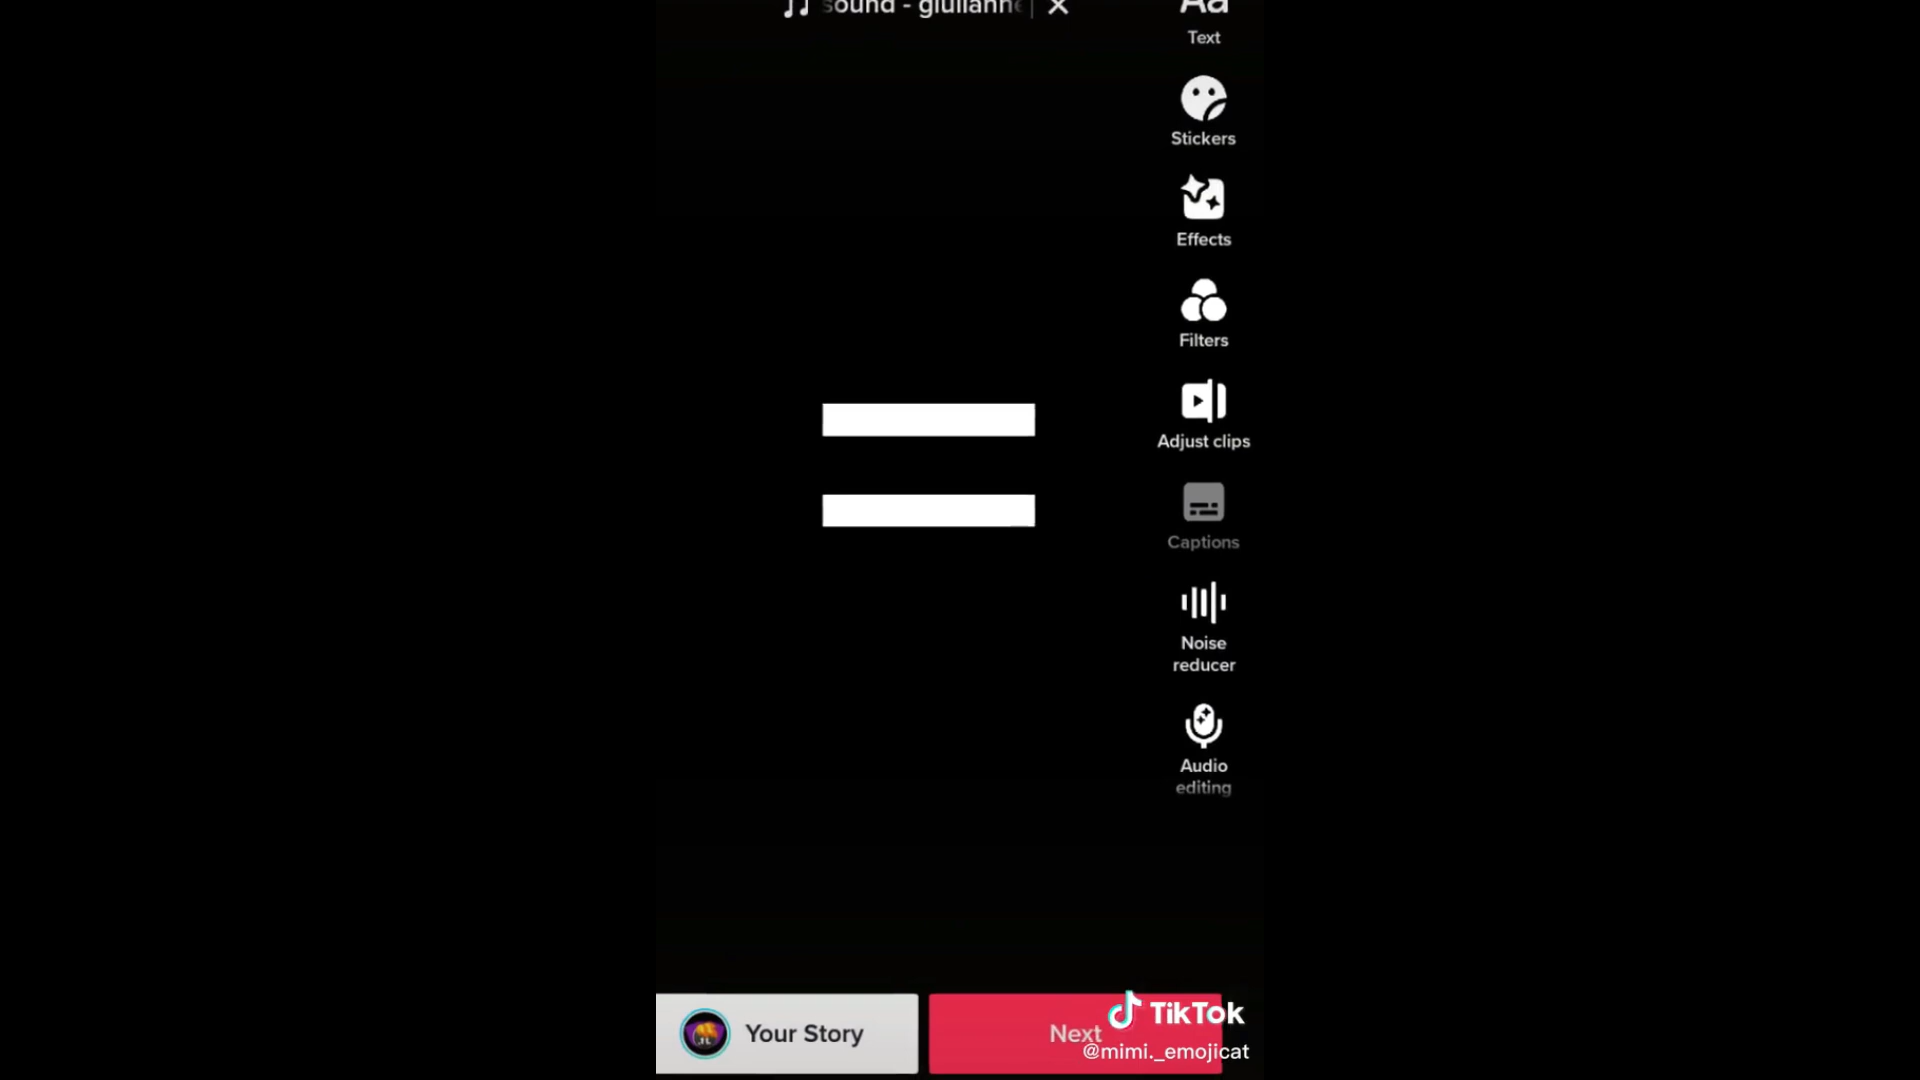 sound - giulianne
Aa
Text
Stickers
Effects
Filters
Adjust clips
Captions
Noise
reducer
Audio
editing
Your Story
Next
TikTok
@mimi._emojicat